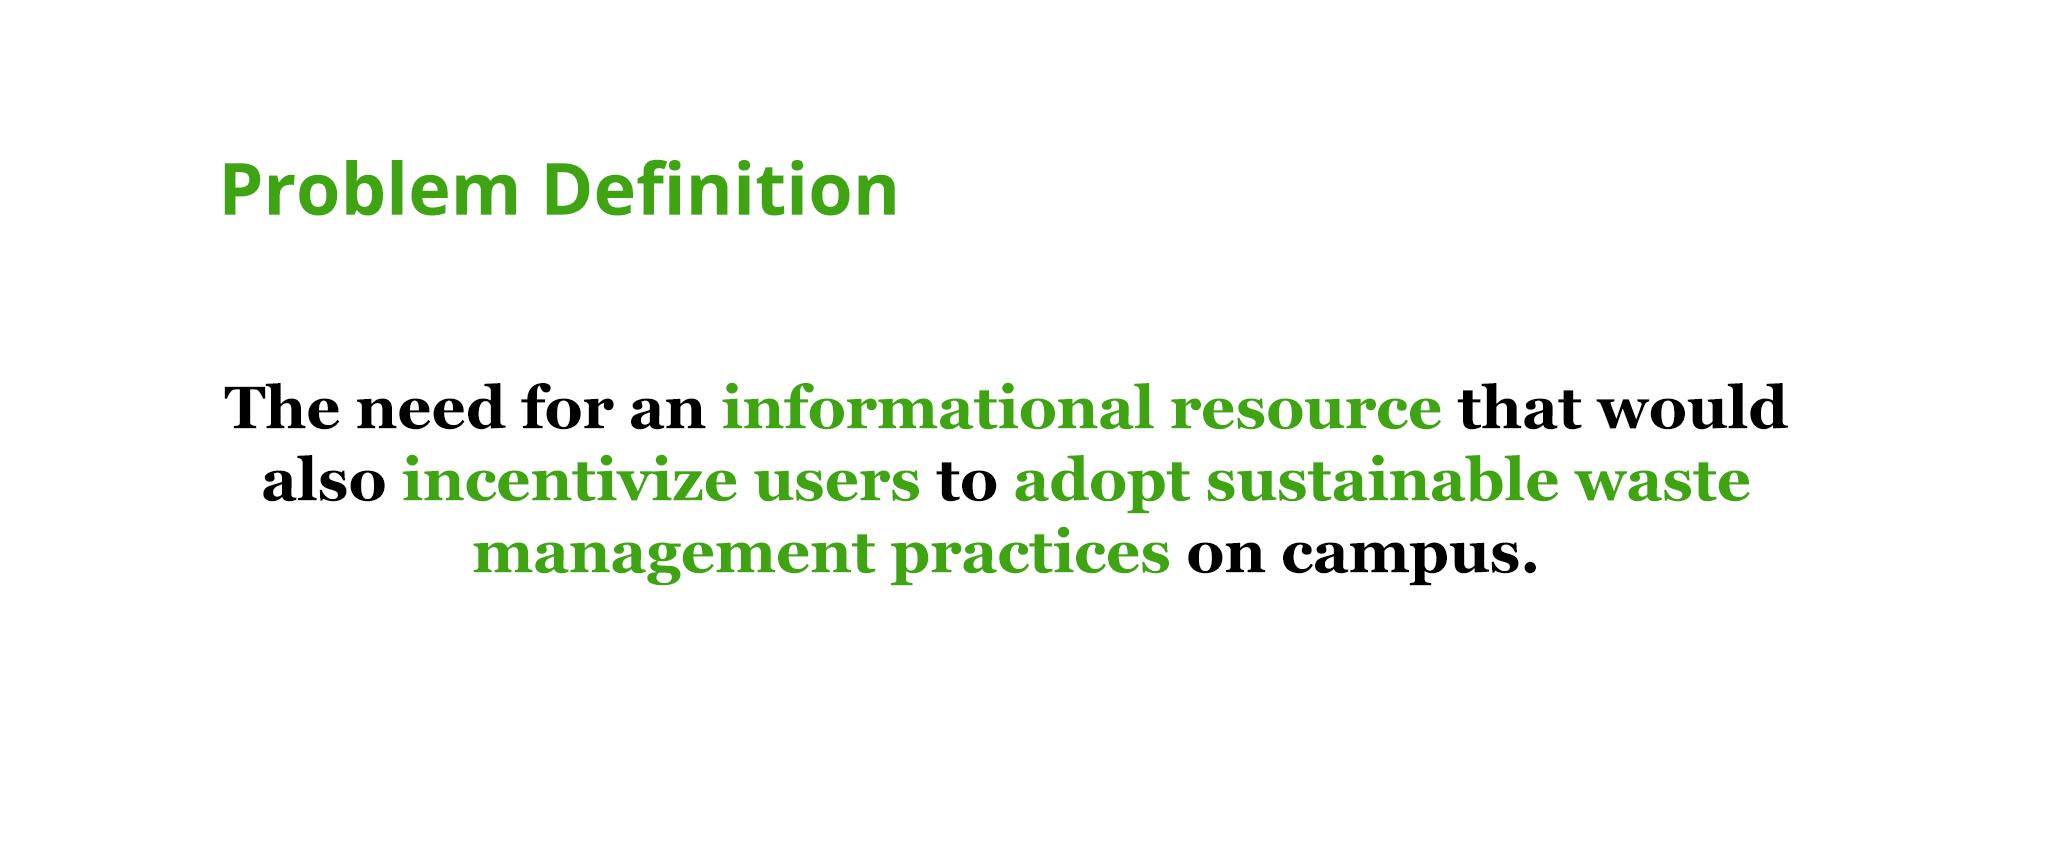 Problem Definition
The need for an informational resource that would
also incentivize users to adopt sustainable waste
management practices on campus.